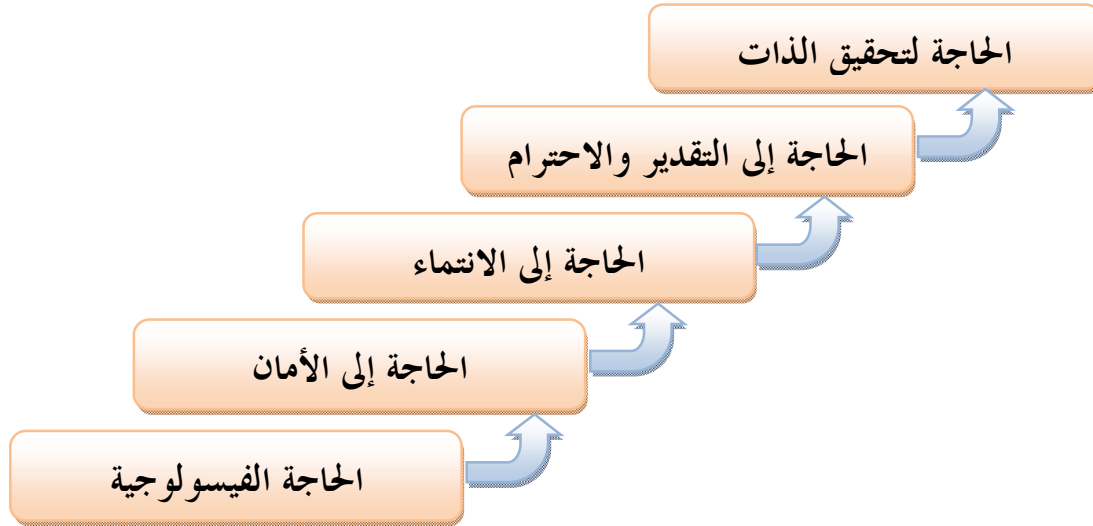 الحاجة لتحقيق الذات
الحاجة إلى التقدير والاحترام
الحاجة إلى الانتماء
الحاجة إلى الأمان
الحاجة الفيسولوجية